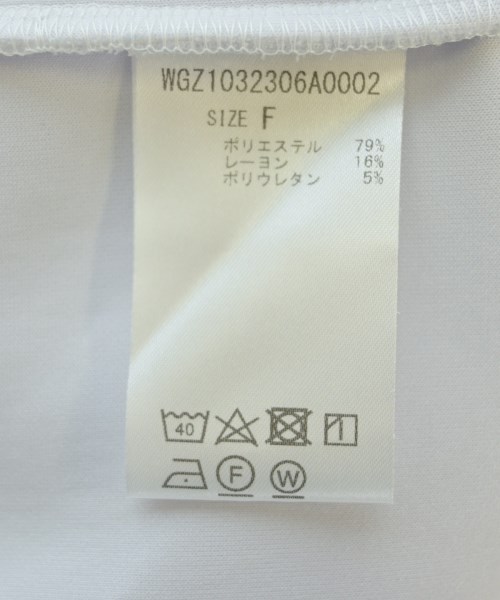 WGZ1032306A0002
SIZE F
ポリエステル 79%
レーヨン 16%
ポリウレタン 5%
40
F W